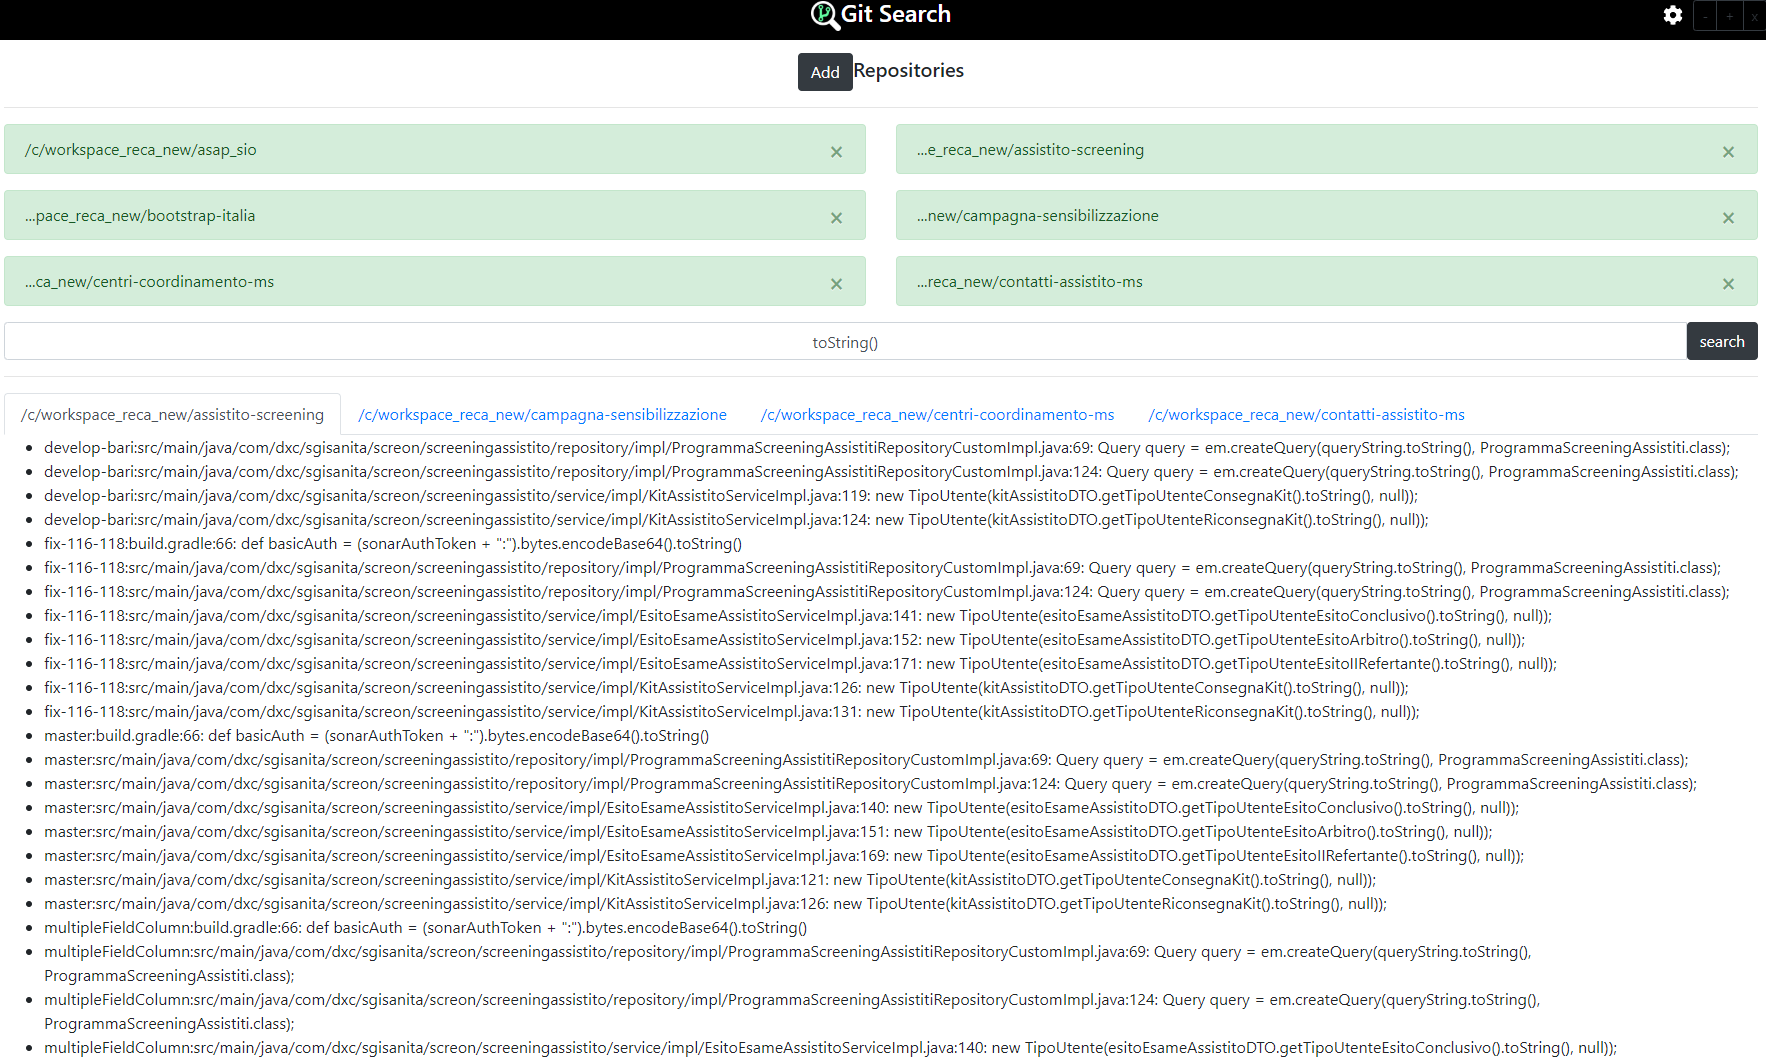 Git Search
- + x
Add Repositories
/c/workspace_reca_new/asap_sio ×
...e_reca_new/assistito-screening ×
...pace_reca_new/bootstrap-italia ×
...new/campagna-sensibilizzazione ×
...ca_new/centri-coordinamento-ms ×
...reca_new/contatti-assistito-ms ×
toString() search
/c/workspace_reca_new/assistito-screening /c/workspace_reca_new/campagna-sensibilizzazione /c/workspace_reca_new/centri-coordinamento-ms /c/workspace_reca_new/contatti-assistito-ms
• develop-bari:src/main/java/com/dxc/sgisanita/screon/screeningassistito/repository/impl/ProgrammaScreeningAssistitiRepositoryCustomImpl.java:69: Query query = em.createQuery(queryString.toString(), ProgrammaScreeningAssistiti.class);
• develop-bari:src/main/java/com/dxc/sgisanita/screon/screeningassistito/repository/impl/ProgrammaScreeningAssistitiRepositoryCustomImpl.java:124: Query query = em.createQuery(queryString.toString(), ProgrammaScreeningAssistiti.class);
• develop-bari:src/main/java/com/dxc/sgisanita/screon/screeningassistito/service/impl/KitAssistitoServiceImpl.java:119: new TipoUtente(kitAssistitoDTO.getTipoUtenteConsegnaKit().toString(), null));
• develop-bari:src/main/java/com/dxc/sgisanita/screon/screeningassistito/service/impl/KitAssistitoServiceImpl.java:124: new TipoUtente(kitAssistitoDTO.getTipoUtenteRiconsegnaKit().toString(), null));
• fix-116-118:build.gradle:66: def basicAuth = (sonarAuthToken + ":").bytes.encodeBase64().toString()
• fix-116-118:src/main/java/com/dxc/sgisanita/screon/screeningassistito/repository/impl/ProgrammaScreeningAssistitiRepositoryCustomImpl.java:69: Query query = em.createQuery(queryString.toString(), ProgrammaScreeningAssistiti.class);
• fix-116-118:src/main/java/com/dxc/sgisanita/screon/screeningassistito/repository/impl/ProgrammaScreeningAssistitiRepositoryCustomImpl.java:124: Query query = em.createQuery(queryString.toString(), ProgrammaScreeningAssistiti.class);
• fix-116-118:src/main/java/com/dxc/sgisanita/screon/screeningassistito/service/impl/EsitoEsameAssistitoServiceImpl.java:141: new TipoUtente(esitoEsameAssistitoDTO.getTipoUtenteEsitoConclusivo().toString(), null));
• fix-116-118:src/main/java/com/dxc/sgisanita/screon/screeningassistito/service/impl/EsitoEsameAssistitoServiceImpl.java:152: new TipoUtente(esitoEsameAssistitoDTO.getTipoUtenteEsitoArbitro().toString(), null));
• fix-116-118:src/main/java/com/dxc/sgisanita/screon/screeningassistito/service/impl/EsitoEsameAssistitoServiceImpl.java:171: new TipoUtente(esitoEsameAssistitoDTO.getTipoUtenteEsitoIIRefertante().toString(), null));
• fix-116-118:src/main/java/com/dxc/sgisanita/screon/screeningassistito/service/impl/KitAssistitoServiceImpl.java:126: new TipoUtente(kitAssistitoDTO.getTipoUtenteConsegnaKit().toString(), null));
• fix-116-118:src/main/java/com/dxc/sgisanita/screon/screeningassistito/service/impl/KitAssistitoServiceImpl.java:131: new TipoUtente(kitAssistitoDTO.getTipoUtenteRiconsegnaKit().toString(), null));
• master:build.gradle:66: def basicAuth = (sonarAuthToken + ":").bytes.encodeBase64().toString()
• master:src/main/java/com/dxc/sgisanita/screon/screeningassistito/repository/impl/ProgrammaScreeningAssistitiRepositoryCustomImpl.java:69: Query query = em.createQuery(queryString.toString(), ProgrammaScreeningAssistiti.class);
• master:src/main/java/com/dxc/sgisanita/screon/screeningassistito/repository/impl/ProgrammaScreeningAssistitiRepositoryCustomImpl.java:124: Query query = em.createQuery(queryString.toString(), ProgrammaScreeningAssistiti.class);
• master:src/main/java/com/dxc/sgisanita/screon/screeningassistito/service/impl/EsitoEsameAssistitoServiceImpl.java:140: new TipoUtente(esitoEsameAssistitoDTO.getTipoUtenteEsitoConclusivo().toString(), null));
• master:src/main/java/com/dxc/sgisanita/screon/screeningassistito/service/impl/EsitoEsameAssistitoServiceImpl.java:151: new TipoUtente(esitoEsameAssistitoDTO.getTipoUtenteEsitoArbitro().toString(), null));
• master:src/main/java/com/dxc/sgisanita/screon/screeningassistito/service/impl/EsitoEsameAssistitoServiceImpl.java:169: new TipoUtente(esitoEsameAssistitoDTO.getTipoUtenteEsitoIIRefertante().toString(), null));
• master:src/main/java/com/dxc/sgisanita/screon/screeningassistito/service/impl/KitAssistitoServiceImpl.java:121: new TipoUtente(kitAssistitoDTO.getTipoUtenteConsegnaKit().toString(), null));
• master:src/main/java/com/dxc/sgisanita/screon/screeningassistito/service/impl/KitAssistitoServiceImpl.java:126: new TipoUtente(kitAssistitoDTO.getTipoUtenteRiconsegnaKit().toString(), null));
• multipleFieldColumn:build.gradle:66: def basicAuth = (sonarAuthToken + ":").bytes.encodeBase64().toString()
• multipleFieldColumn:src/main/java/com/dxc/sgisanita/screon/screeningassistito/repository/impl/ProgrammaScreeningAssistitiRepositoryCustomImpl.java:69: Query query = em.createQuery(queryString.toString(),
ProgrammaScreeningAssistiti.class);
• multipleFieldColumn:src/main/java/com/dxc/sgisanita/screon/screeningassistito/repository/impl/ProgrammaScreeningAssistitiRepositoryCustomImpl.java:124: Query query = em.createQuery(queryString.toString(),
ProgrammaScreeningAssistiti.class);
• multipleFieldColumn:src/main/java/com/dxc/sgisanita/screon/screeningassistito/service/impl/EsitoEsameAssistitoServiceImpl.java:140: new TipoUtente(esitoEsameAssistitoDTO.getTipoUtenteEsitoConclusivo().toString(), null));